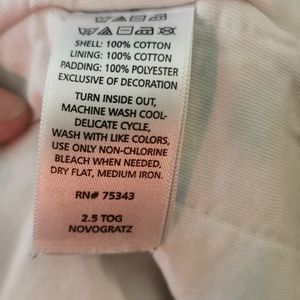 SHELL: 100% COTTON
LINING: 100% COTTON
PADDING: 100% POLYESTER
EXCLUSIVE OF DECORATION
TURN INSIDE OUT,
MACHINE WASH COOL-
DELICATE CYCLE,
WASH WITH LIKE COLORS,
USE ONLY NON-CHLORINE
BLEACH WHEN NEEDED,
DRY FLAT, MEDIUM IRON.
RN# 75343
2.5 TOG
NOVOGRATZ